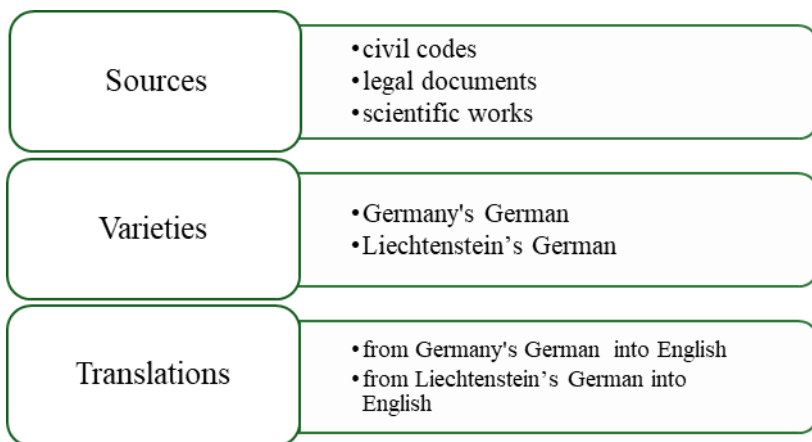 Sources
•civil codes
•legal documents
•scientific works
Varieties
•Germany's German
•Liechtenstein’s German
Translations
•from Germany's German into English
•from Liechtenstein’s German into
English